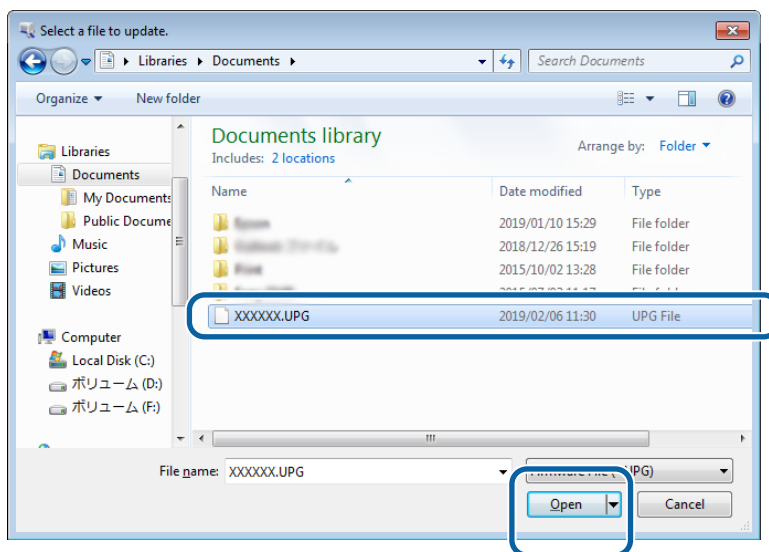 Select a file to update.
Libraries Documents
Search Documents
Organize New folder
Libraries
Documents
My Documents
Public Docume
Music
Pictures
Videos
Computer
Local Disk (C:)
ボリューム (D:)
ボリューム (F:)
Documents library
Includes: 2 locations
Arrange by: Folder
Name Date modified Type
2019/01/10 15:29 File folder
2018/12/26 15:19 File folder
2015/10/02 13:28 File folder
XXXXXX.UPG 2019/02/06 11:30 UPG File
File name: XXXXXX.UPG
UPG)
Open Cancel